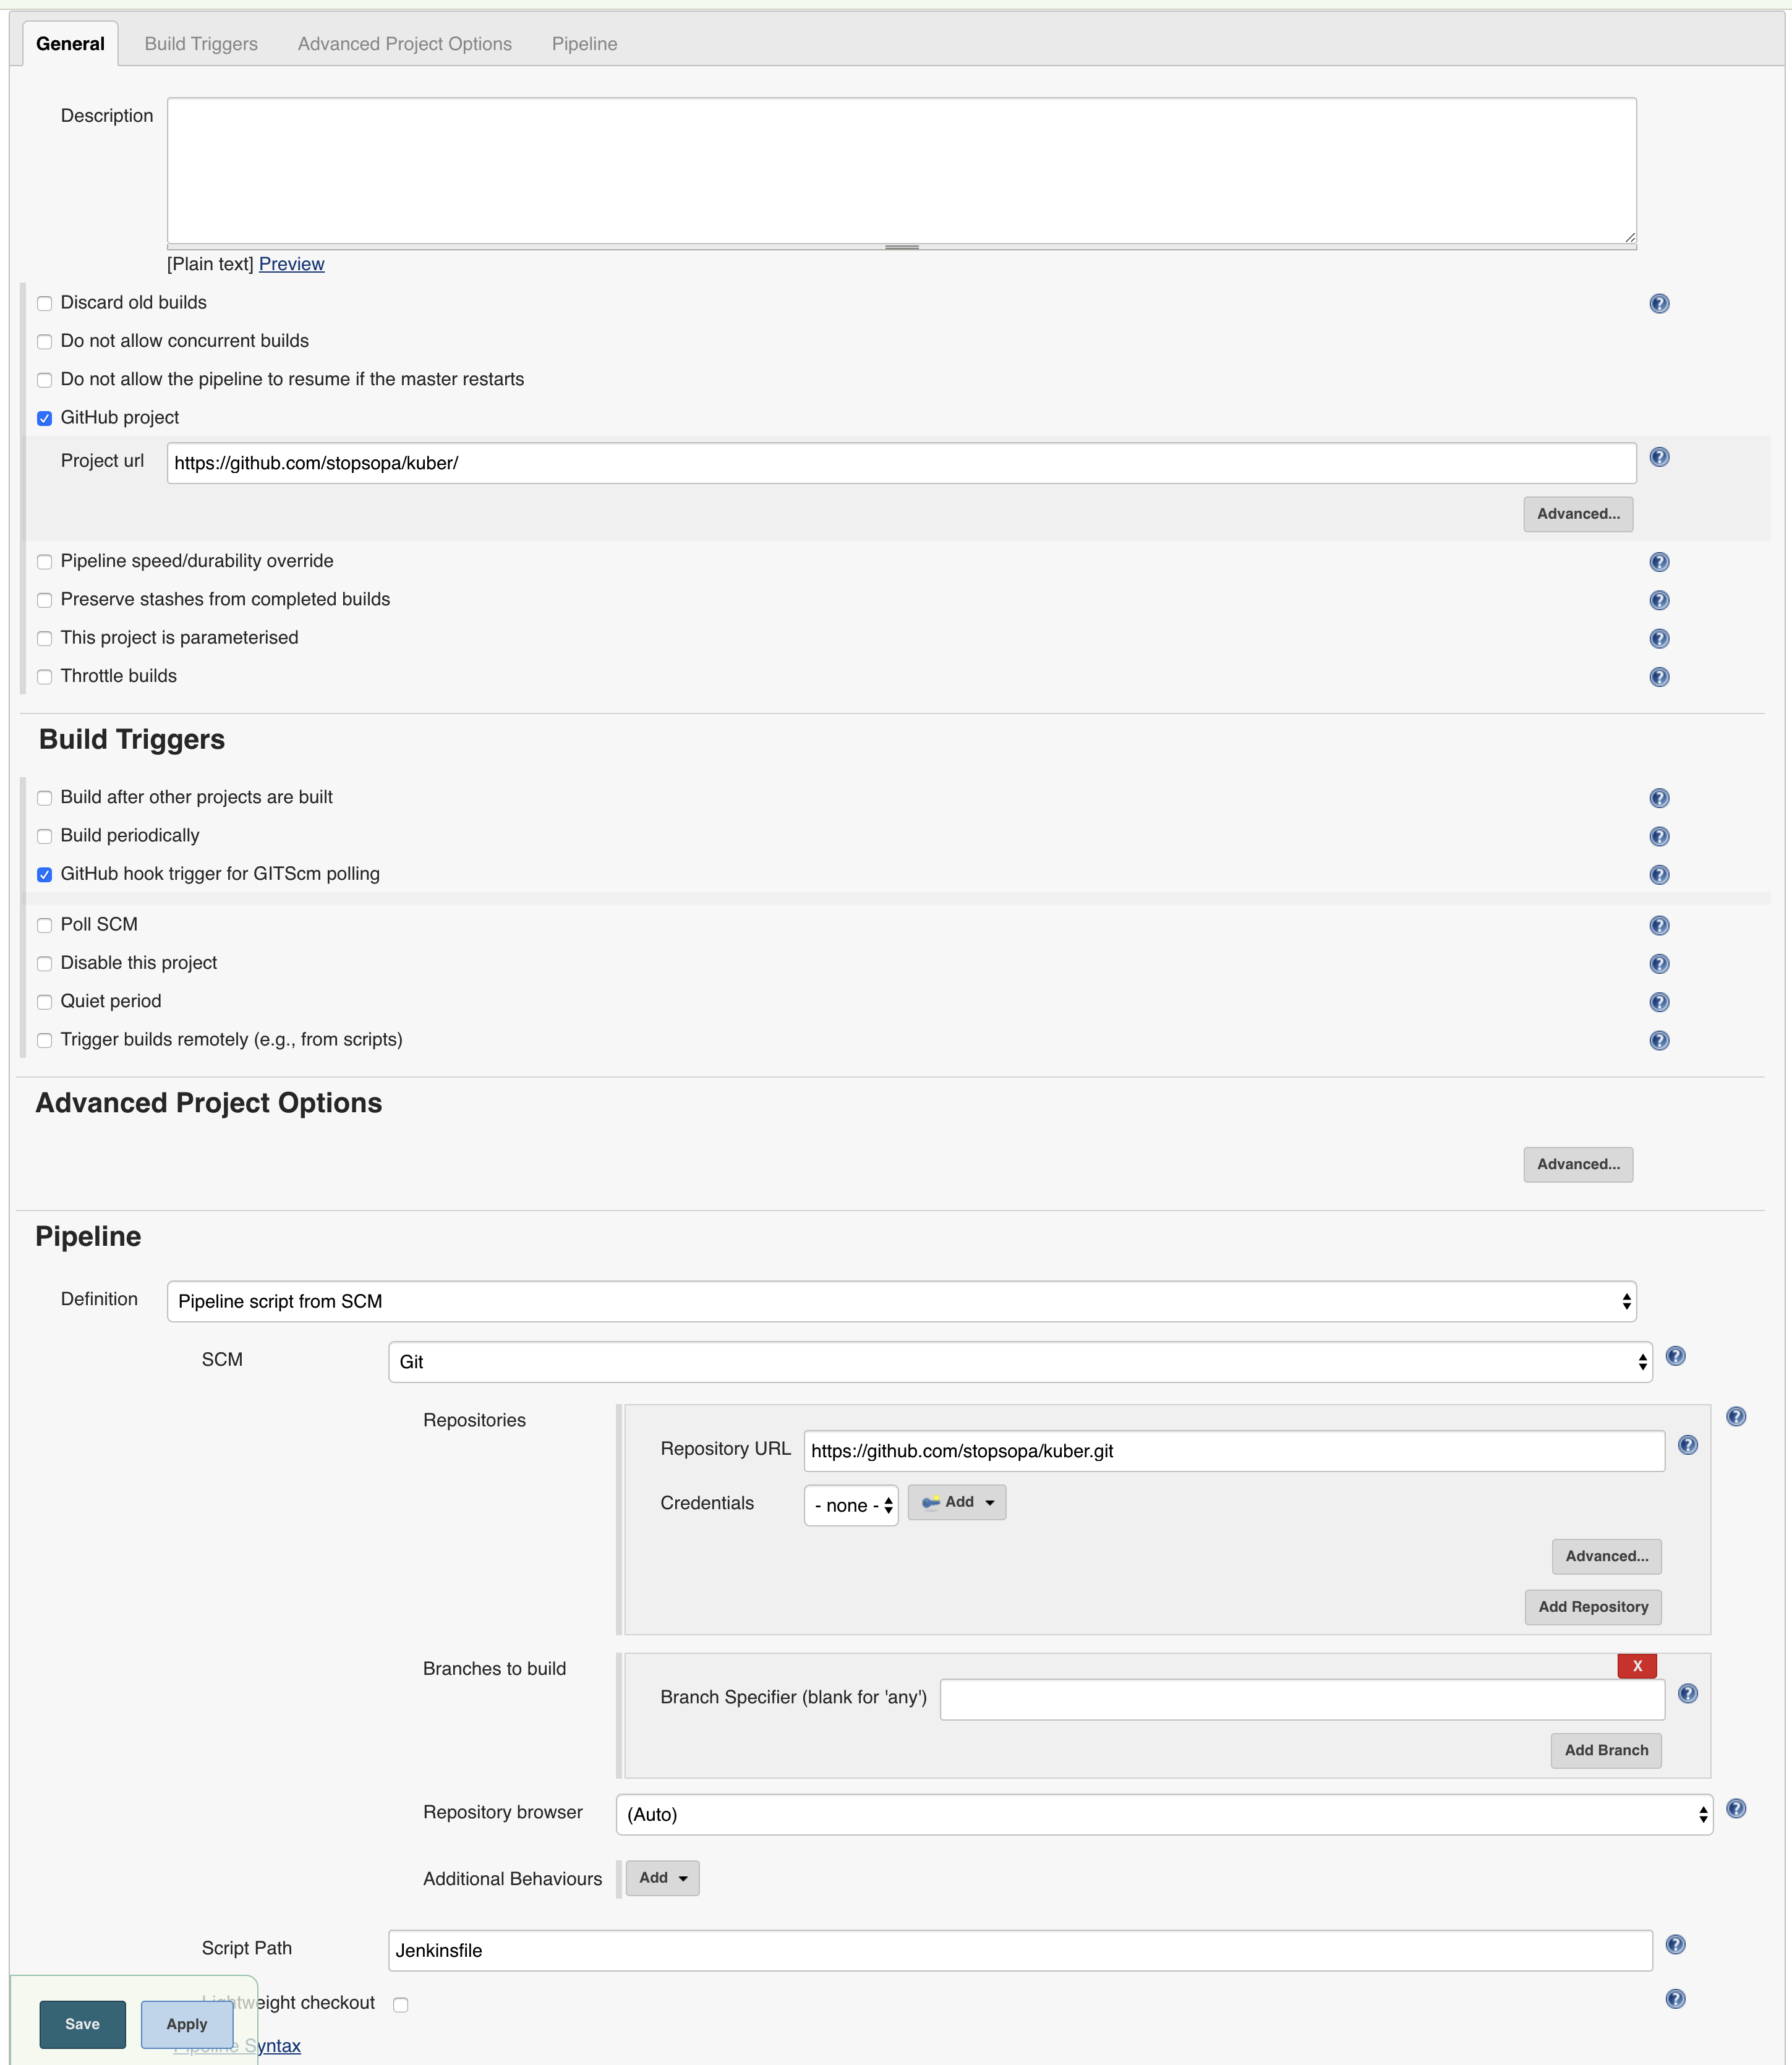 General Build Triggers Advanced Project Options Pipeline
Description
[Plain text] Preview
Discard old builds
Do not allow concurrent builds
Do not allow the pipeline to resume if the master restarts
GitHub project
Project url https://github.com/stopsopa/kuber/
Advanced...
Pipeline speed/durability override
Preserve stashes from completed builds
This project is parameterised
Throttle builds
Build Triggers
Build after other projects are built
Build periodically
GitHub hook trigger for GITScm polling
Poll SCM
Disable this project
Quiet period
Trigger builds remotely (e.g., from scripts)
Advanced Project Options
Advanced...
Pipeline
Definition Pipeline script from SCM
SCM Git
Repositories
Repository URL https://github.com/stopsopa/kuber.git
Credentials - none - Add
Advanced...
Add Repository
Branches to build
X
Branch Specifier (blank for 'any')
Add Branch
Repository browser (Auto)
Additional Behaviours Add
Script Path Jenkinsfile
Lightweight checkout
Save Apply
Pipeline Syntax